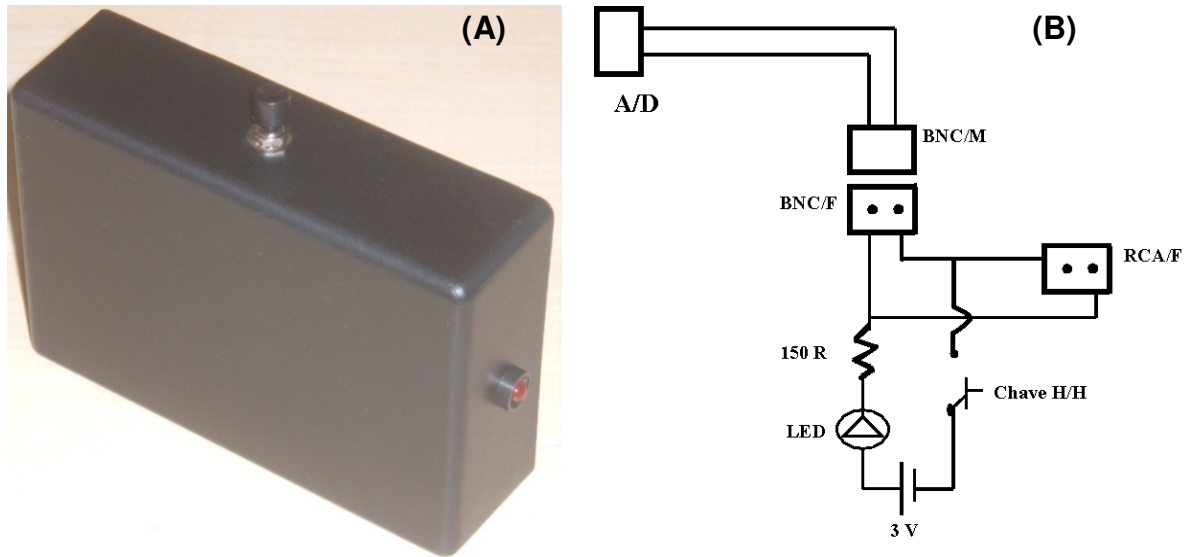 (A)
(B)
A/D
BNC/M
BNC/F
RCA/F
150 R
Chave H/H
LED
3 V